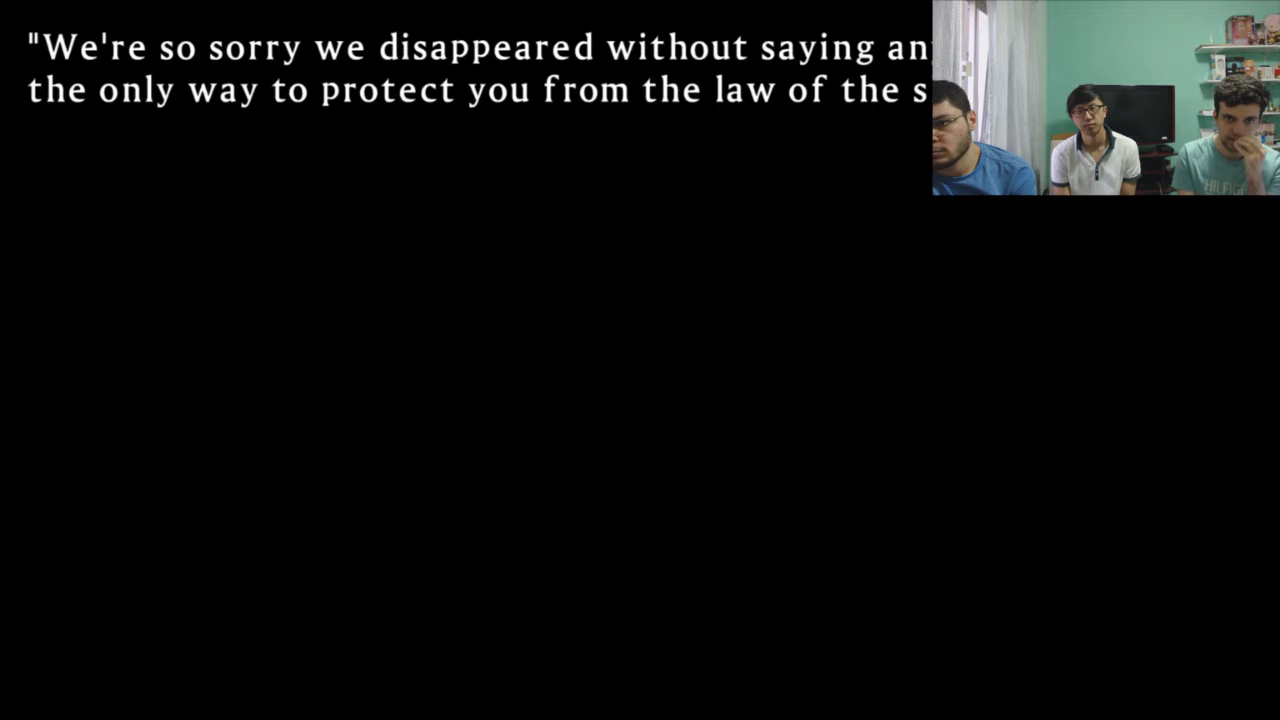 "We're so sorry we disappeared without saying
the only way to protect you from the law of the